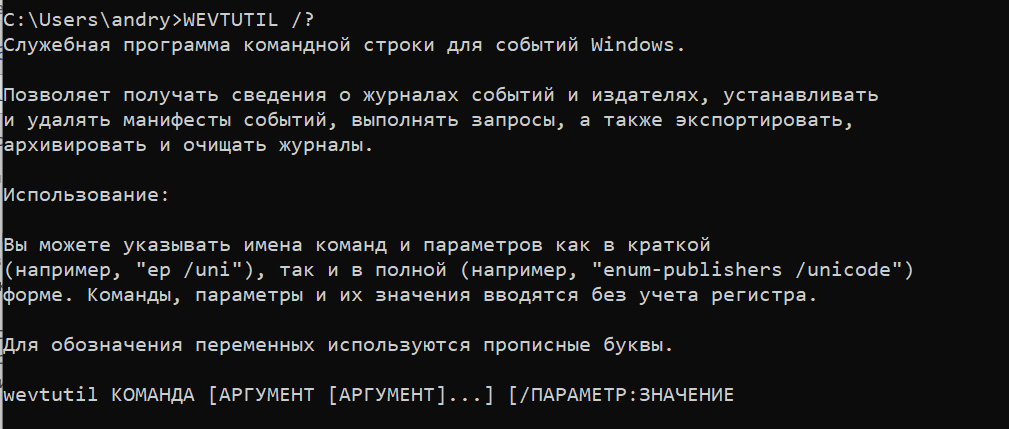 C:\Users\andry>WEVTUTIL /?
Служебная программа командной строки для событий Windows.
Позволяет получать сведения о журналах событий и издателях, устанавливать
и удалять манифесты событий, выполнять запросы, а также экспортировать,
архивировать и очищать журналы.
Использование:
Вы можете указывать имена команд и параметров как в краткой
(например, "ep /uni"), так и в полной (например, "enum-publishers /unicode")
форме. Команды, параметры и их значения вводятся без учета регистра.
Для обозначения переменных используются прописные буквы.
wevtutil КОМАНДА [АРГУМЕНТ [АРГУМЕНТ]...] [/ПАРАМЕТР:ЗНАЧЕНИЕ